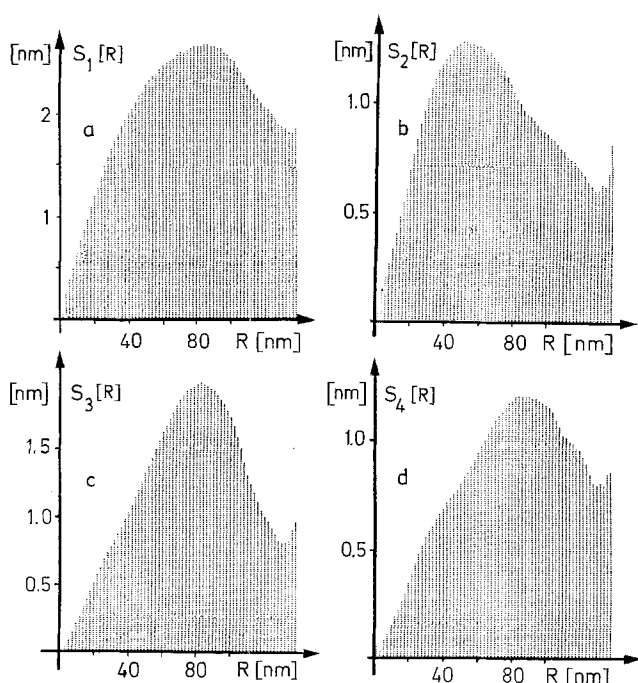 [nm] S1 [R]
2
1
a
40 80 R [nm]
[nm] S2 [R]
1.0
0.5
b
40 80 R [nm]
[nm] S3 [R]
1.5
1.0
0.5
c
40 80 R [nm]
[nm] S4 [R]
1.0
0.5
d
40 80 R [nm]